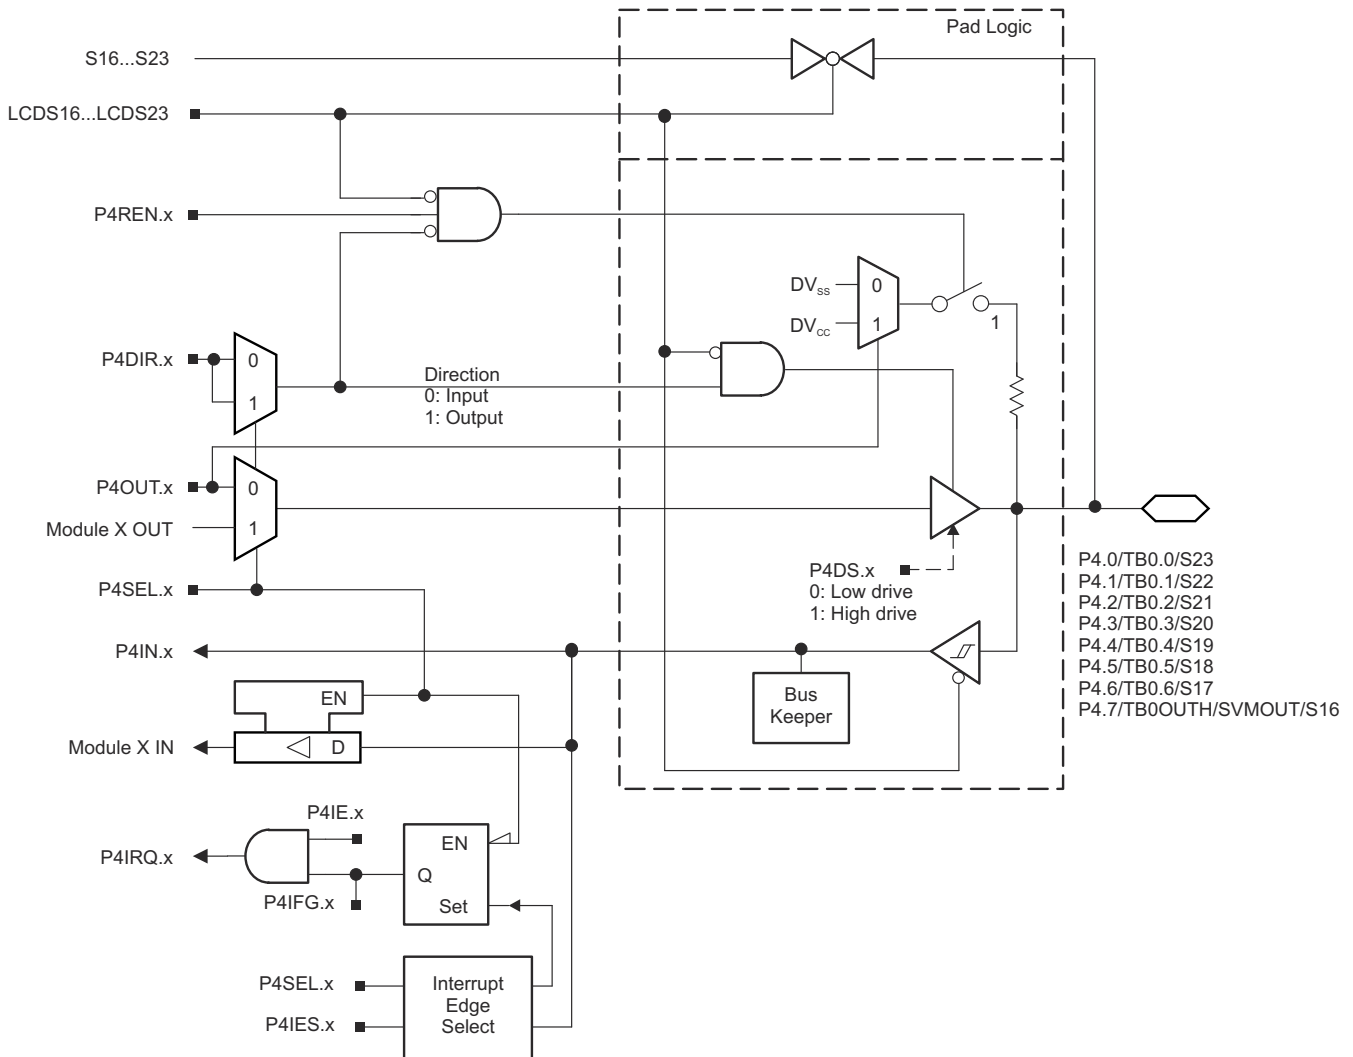 Pad Logic
S16...S23
LCDS16...LCDS23
P4REN.x
DVSS
0
DVCC
1
1
P4DIR.x
0
1
Direction
0: Input
1: Output
P4OUT.x
0
Module X OUT
1
P4SEL.x
P4DS.x
0: Low drive
1: High drive
P4.0/TB0.0/S23
P4.1/TB0.1/S22
P4.2/TB0.2/S21
P4.3/TB0.3/S20
P4.4/TB0.4/S19
P4.5/TB0.5/S18
P4.6/TB0.6/S17
P4.7/TB0OUTH/SVMOUT/S16
P4IN.x
Bus
Keeper
EN
Module X IN
D
P4IE.x
P4IRQ.x
EN
Q
Set
P4IFG.x
P4SEL.x
P4IES.x
Interrupt
Edge
Select